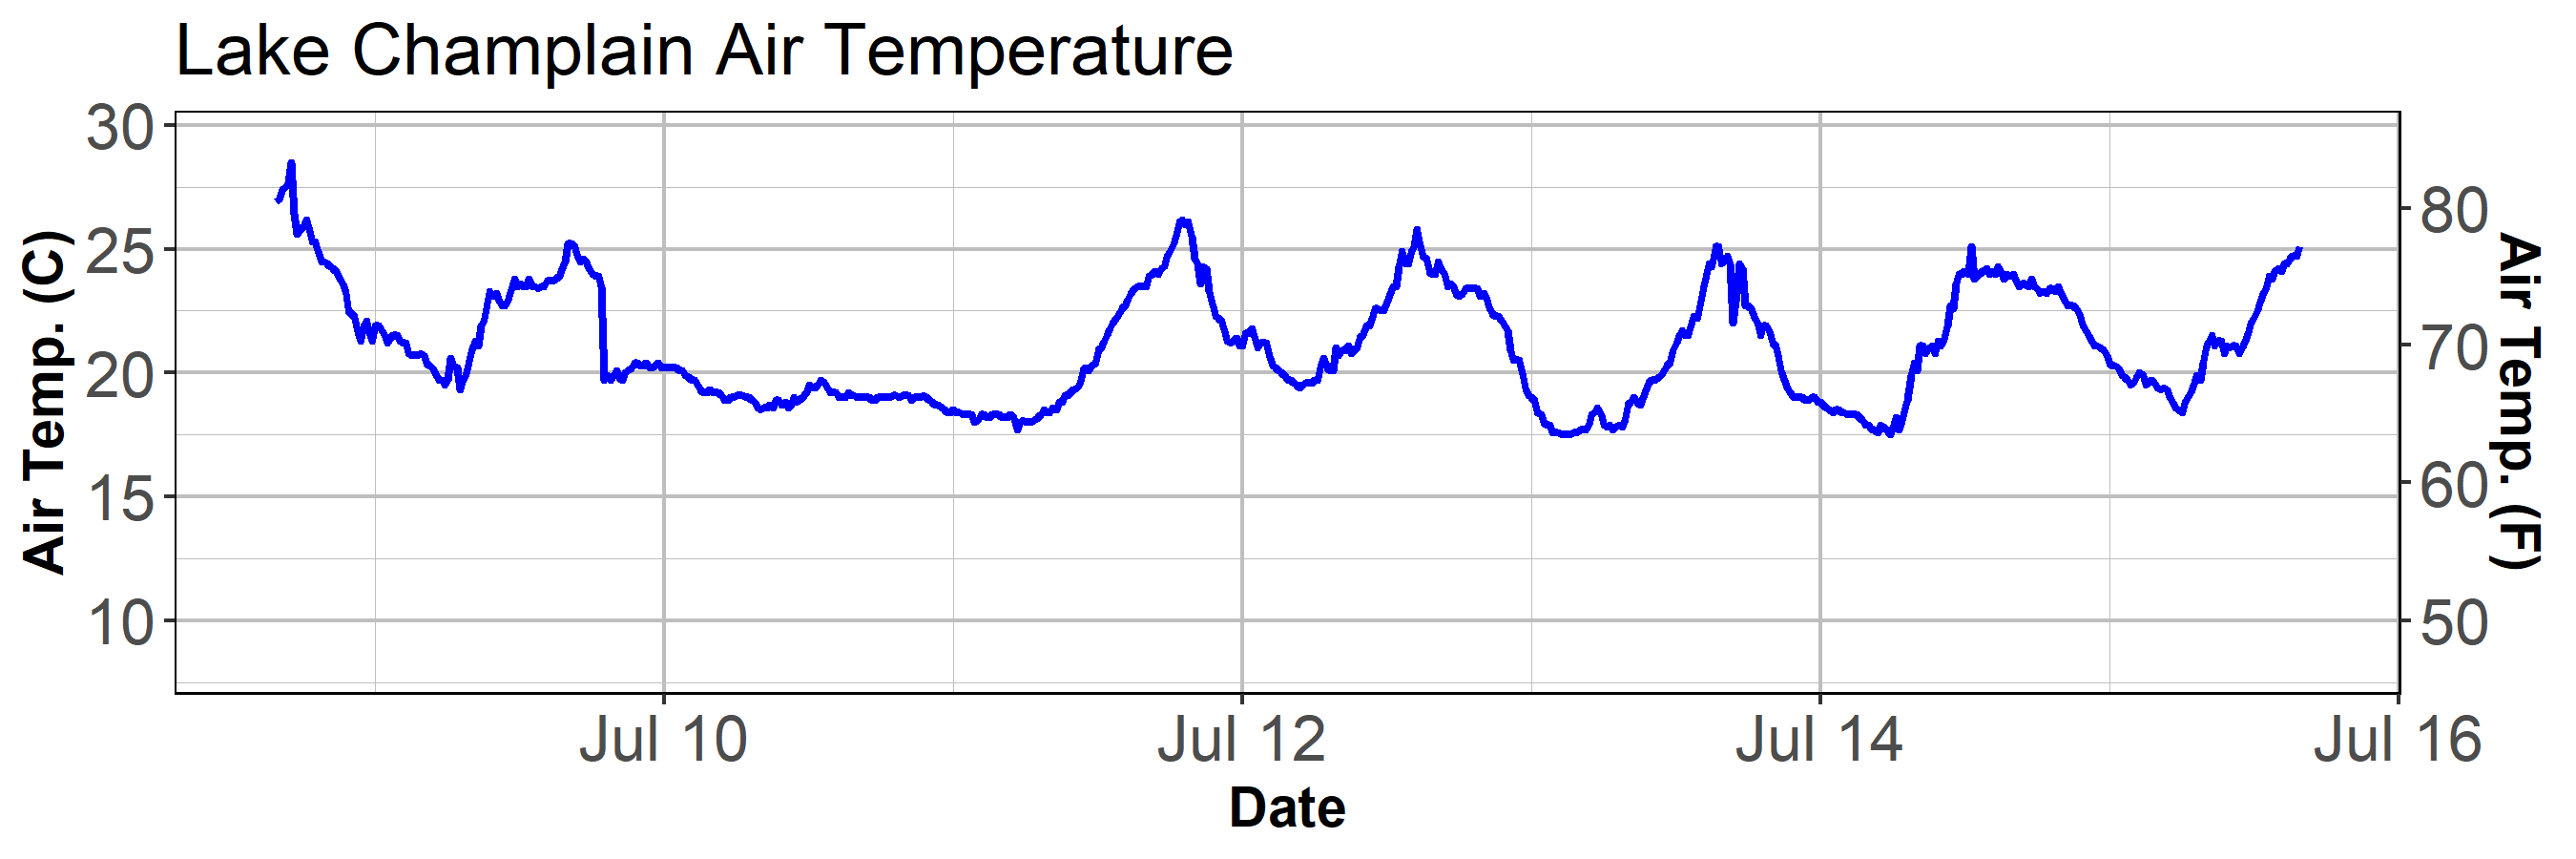 Lake Champlain Air Temperature
30
25
20
15
10
Air Temp. (C)
80
70
60
50
Air Temp. (F)
Jul 10 Jul 12 Jul 14 Jul 16
Date